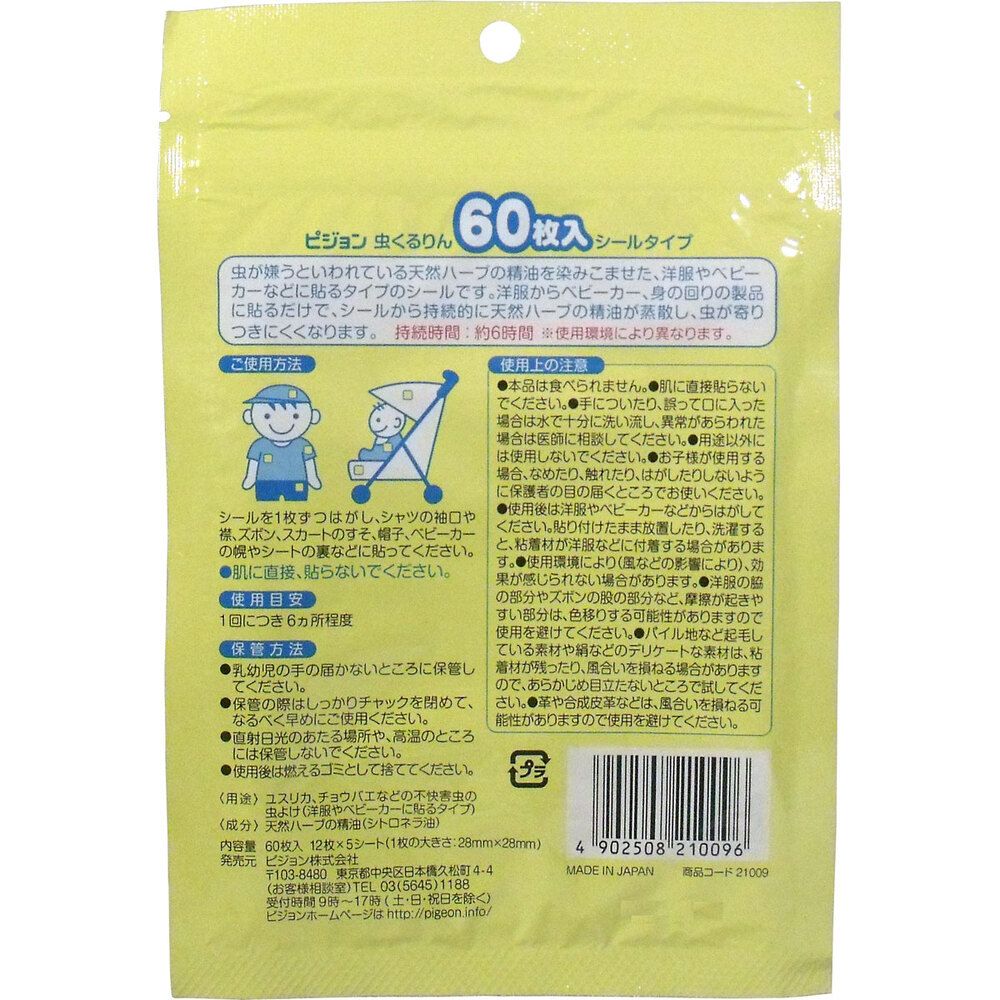 ピジョン 虫くるりん 60枚入 シールタイプ
虫が嫌うといわれている天然ハーブの精油を染みこませた、洋服やベビー
カーなどに貼るタイプのシールです。洋服からベビーカー、身の回りの製品
に貼るだけで、シールから持続的に天然ハーブの精油が蒸散し、虫が寄り
つきにくくなります。 持続時間：約6時間 ※使用環境により異なります。
ご使用方法
シールを1枚ずつはがし、シャツの袖口や
襟、ズボン、スカートのすそ、帽子、ベビーカー
の幌やシートの裏などに貼ってください。
●肌に直接、貼らないでください。
使用目安
1回につき6ヵ所程度
保管方法
●乳幼児の手の届かないところに保管し
てください。
●保管の際はしっかりチャックを閉めて、
なるべく早めにご使用ください。
●直射日光のあたる場所や、高温のところ
には保管しないでください。
●使用後は燃えるゴミとして捨ててください。
使用上の注意
●本品は食べられません。●肌に直接貼らない
でください。●手についたり、誤って口に入った
場合は水で十分に洗い流し、異常があらわれた
場合は医師に相談してください。●用途以外に
は使用しないでください。●お子様が使用する
場合、なめたり、触れたり、はがしたりしないように
保護者の目の届くところでお使いください。
●使用後は洋服やベビーカーなどからはがして
ください。貼り付けたまま放置したり、洗濯する
と、粘着材が洋服などに付着する場合がありま
す。●使用環境により（風などの影響により）、効
果が感じられない場合があります。●洋服の脇
の部分やズボンの股の部分など、摩擦が起きや
すい部分は、色移りする可能性がありますので
使用を避けてください。●パイル地など起毛し
ている素材や絹などのデリケートな素材は、粘
着材が残ったり、風合いを損ねる場合があります
ので、あらかじめ目立たないところで試してくだ
さい。●革や合成皮革などは、風合いを損ねる可
能性がありますので使用を避けてください。
プラ
〈用途〉 ユスリカ、チョウバエなどの不快害虫の
虫よけ（洋服やベビーカーに貼るタイプ）
〈成分〉 天然ハーブの精油（シトロネラ油）
内容量 60枚入 12枚×5シート（1枚の大きさ：28mm×28mm）
発売元 ピジョン株式会社
〒103-8480 東京都中央区日本橋久松町4-4
（お客様相談室）TEL 03(5645)1188
受付時間 9時〜17時（土・日・祝日を除く）
ピジョンホームページは http://pigeon.info/
4 902508 210096
MADE IN JAPAN 商品コード 21009